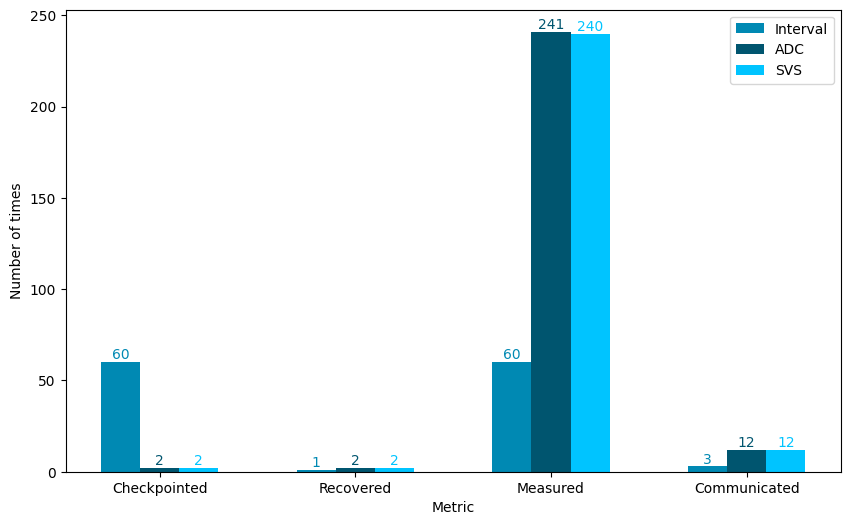 250
200
150
100
50
0
Number of times
Interval
ADC
SVS
60
2
2
1
2
2
60
241
240
3
12
12
Checkpointed
Recovered
Measured
Communicated
Metric